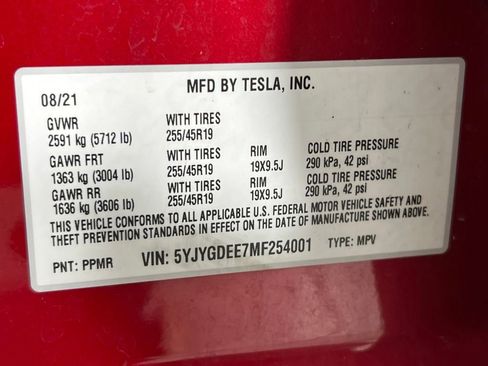 MFD BY TESLA, INC.
08/21
GVWR WITH TIRES
2591 kg (5712 lb) 255/45R19
GAWR FRT WITH TIRES RIM COLD TIRE PRESSURE
1363 kg (3004 lb) 255/45R19 19X9.5J 290 kPa, 42 psi
GAWR RR WITH TIRES RIM COLD TIRE PRESSURE
1636 kg (3606 lb) 255/45R19 19X9.5J 290 kPa, 42 psi
THIS VEHICLE CONFORMS TO ALL APPLICABLE U.S. FEDERAL MOTOR VEHICLE SAFETY AND
THEFT PREVENTION STANDARDS IN EFFECT ON THE DATE OF MANUFACTURE SHOWN ABOVE.
PNT: PPMR VIN: 5YJYGDEE7MF254001 TYPE: MPV